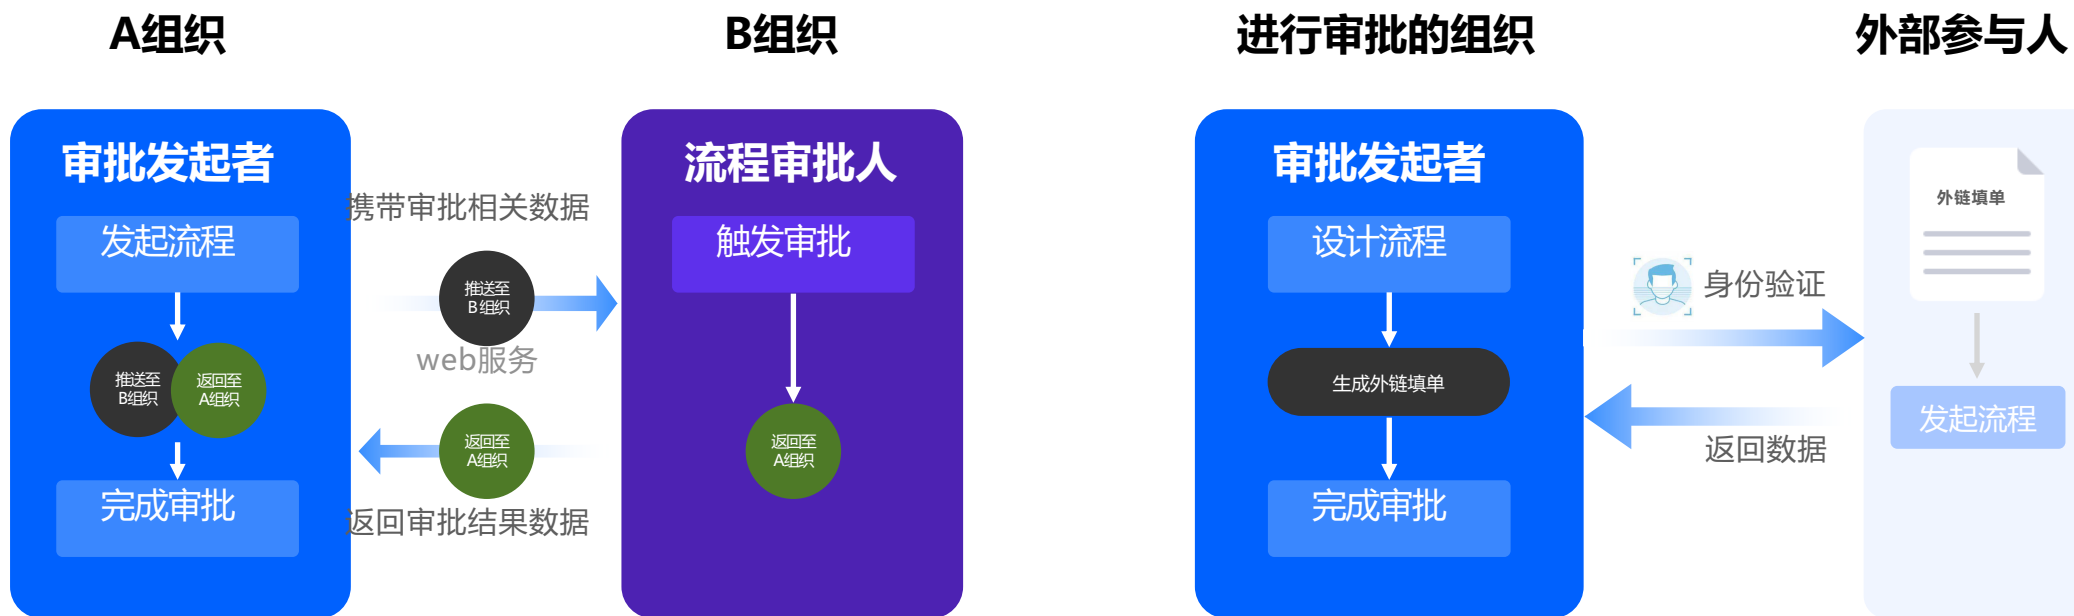 A组织
B组织
进行审批的组织
外部参与人
审批发起者
发起流程
推送至
B组织
返回至
A组织
完成审批
携带审批相关数据
推送至
B组织
web服务
返回至
A组织
返回审批结果数据
流程审批人
触发审批
返回至
A组织
审批发起者
设计流程
生成外链填单
完成审批
身份验证
返回数据
外链填单
发起流程